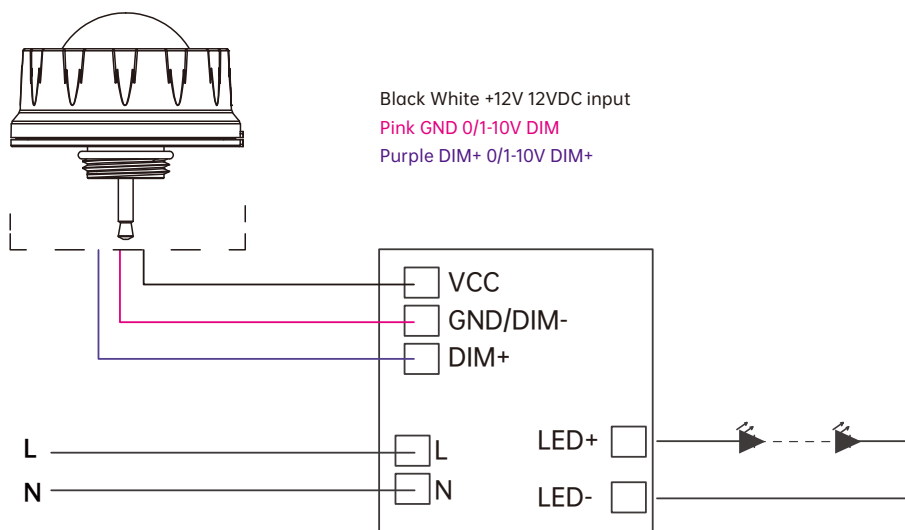 Black White +12V 12VDC input
Pink GND 0/1-10V DIM
Purple DIM+ 0/1-10V DIM+
VCC
GND/DIM-
DIM+
L
L
LED+
N
N
LED-